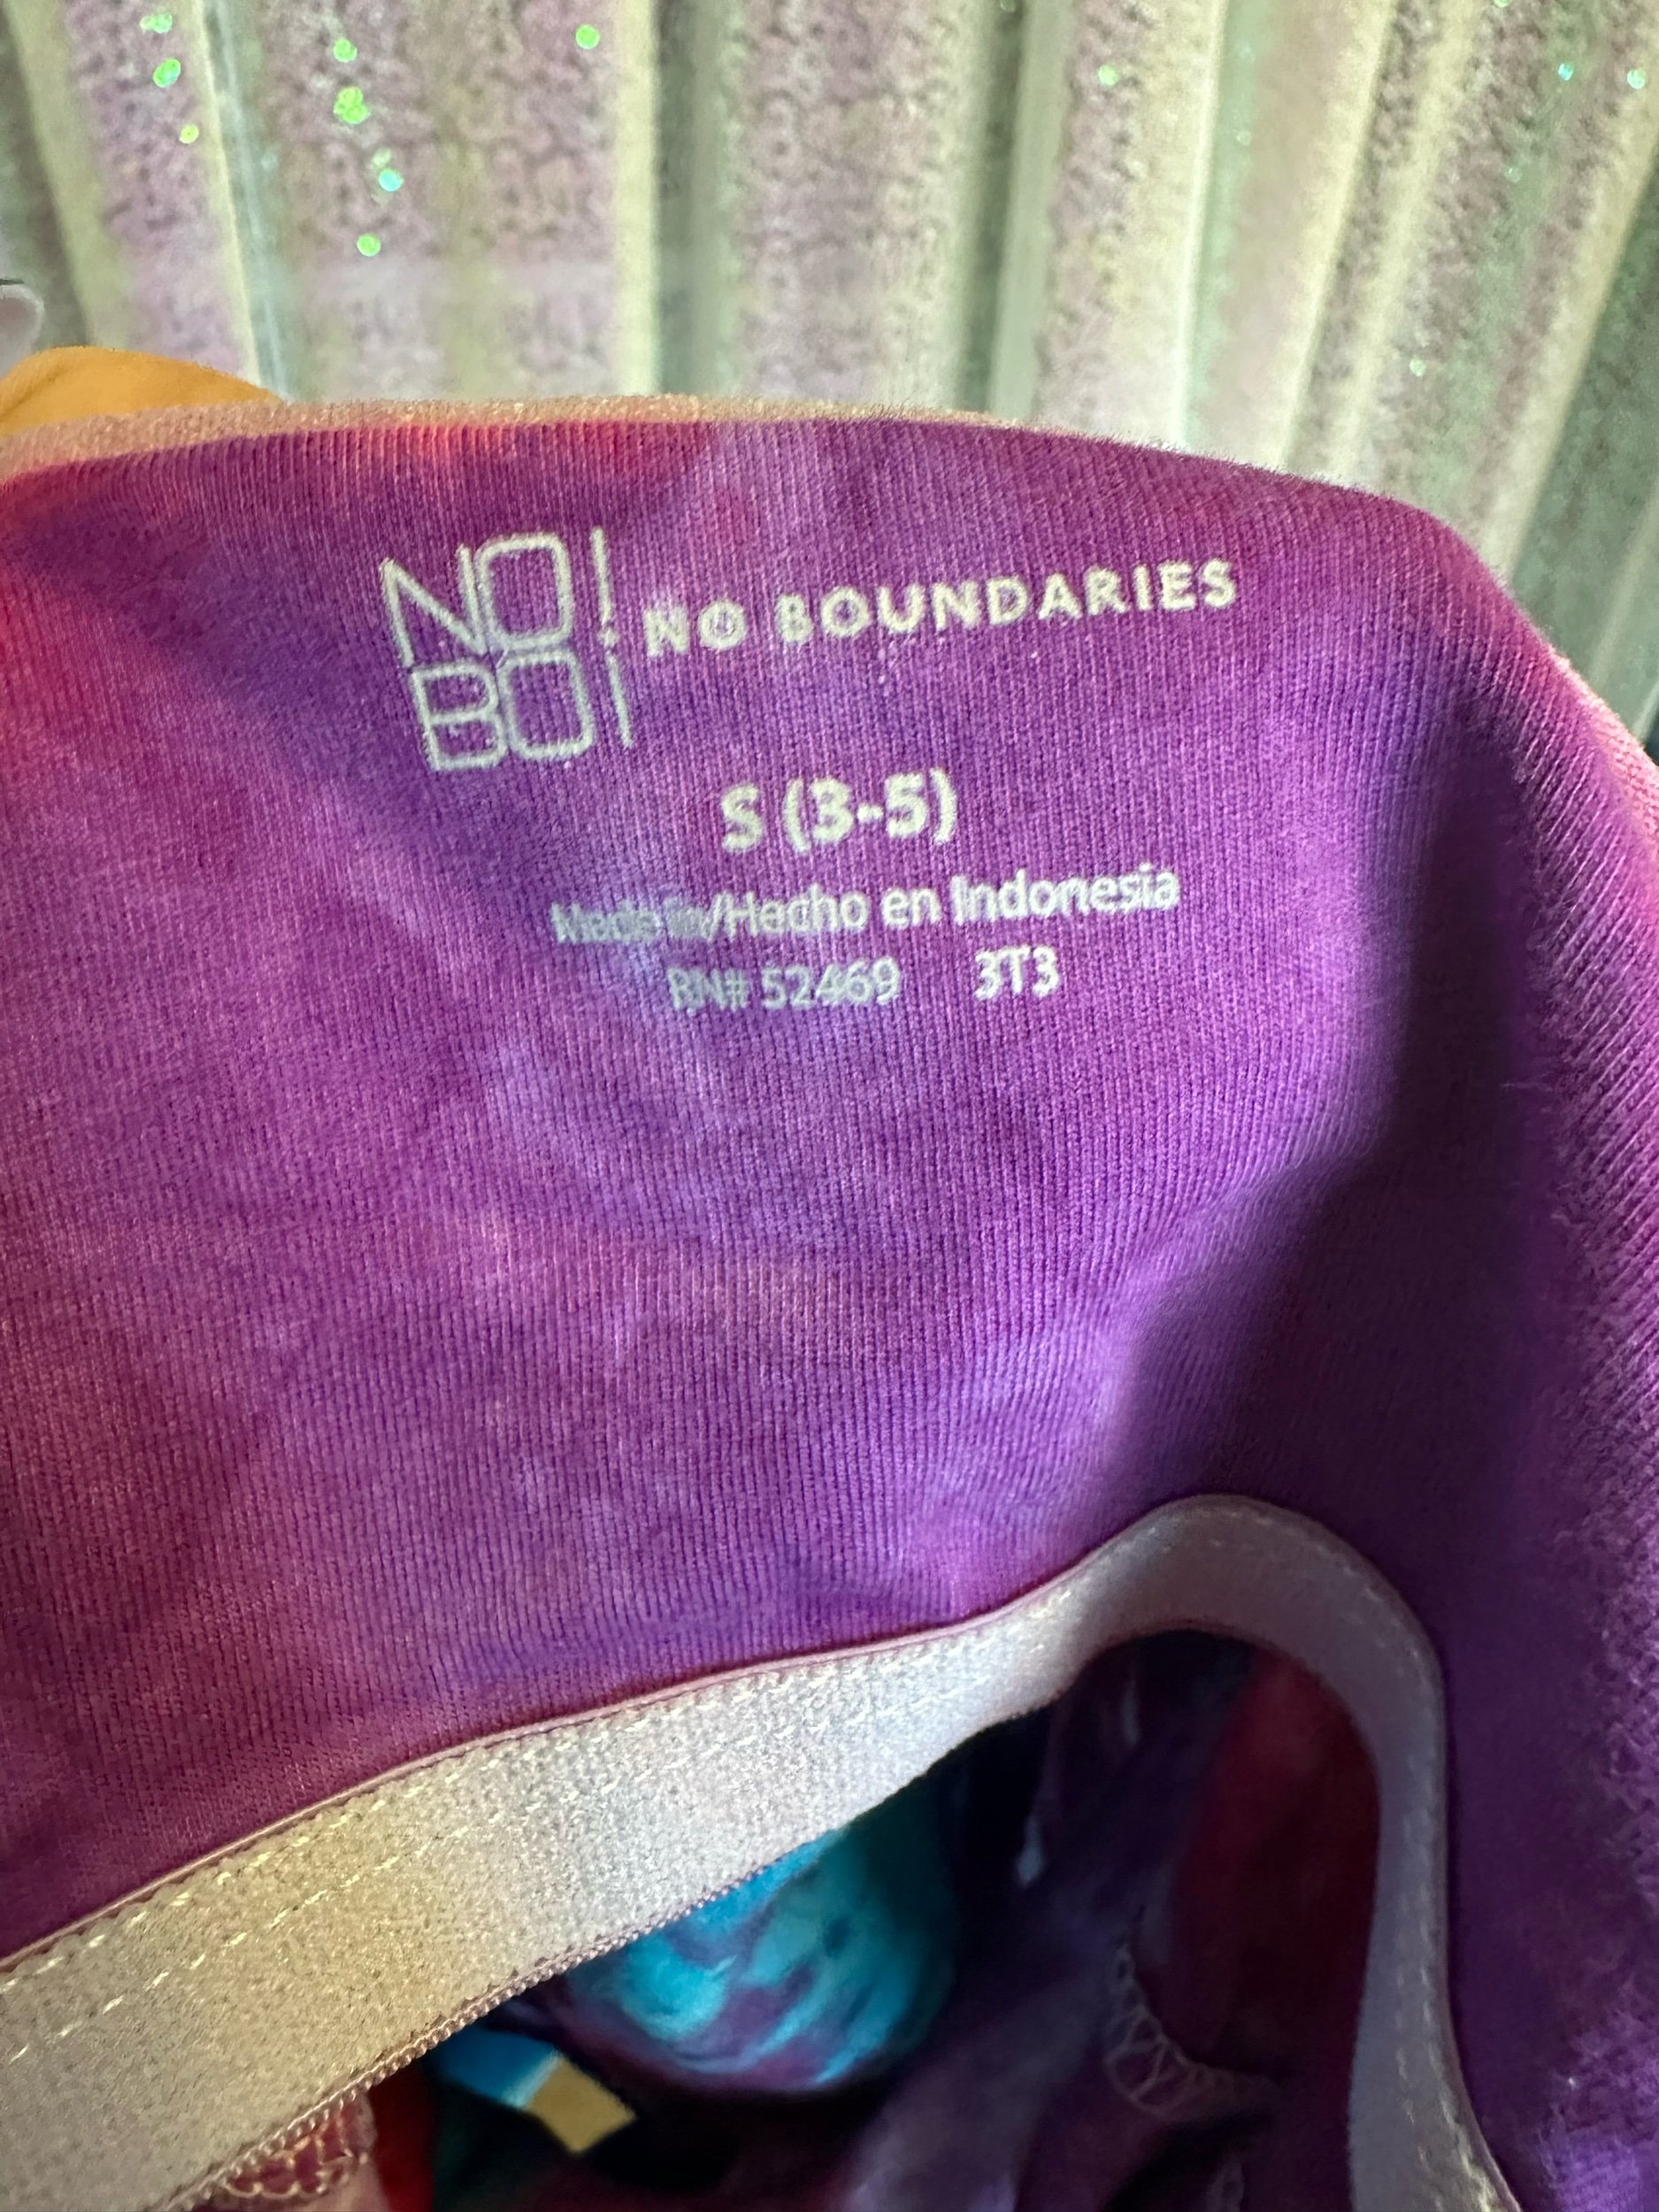 NO!
BO!
NO BOUNDARIES
S (3-5)
Made in/Hecho en Indonesia
RN# 52469 3T3